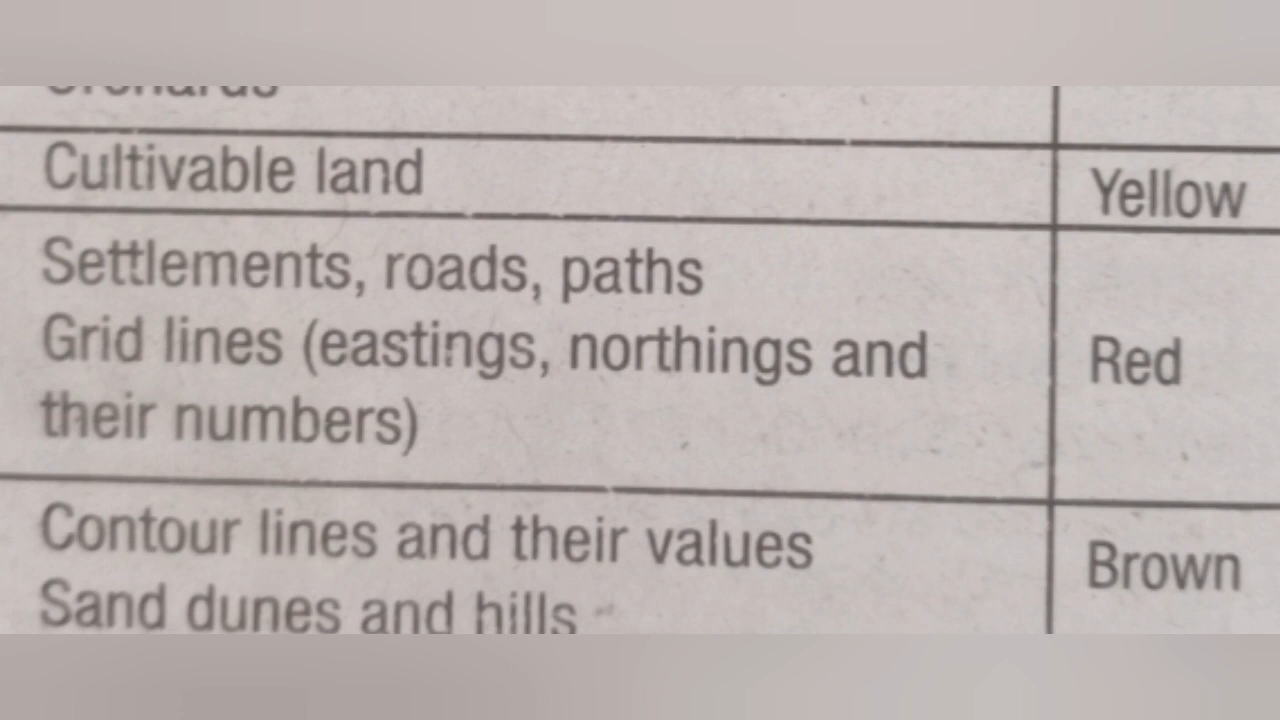 Orchards
Cultivable land
Yellow
Settlements, roads, paths
Grid lines (eastings, northings and
their numbers)
Red
Contour lines and their values
Sand dunes and hills
Brown